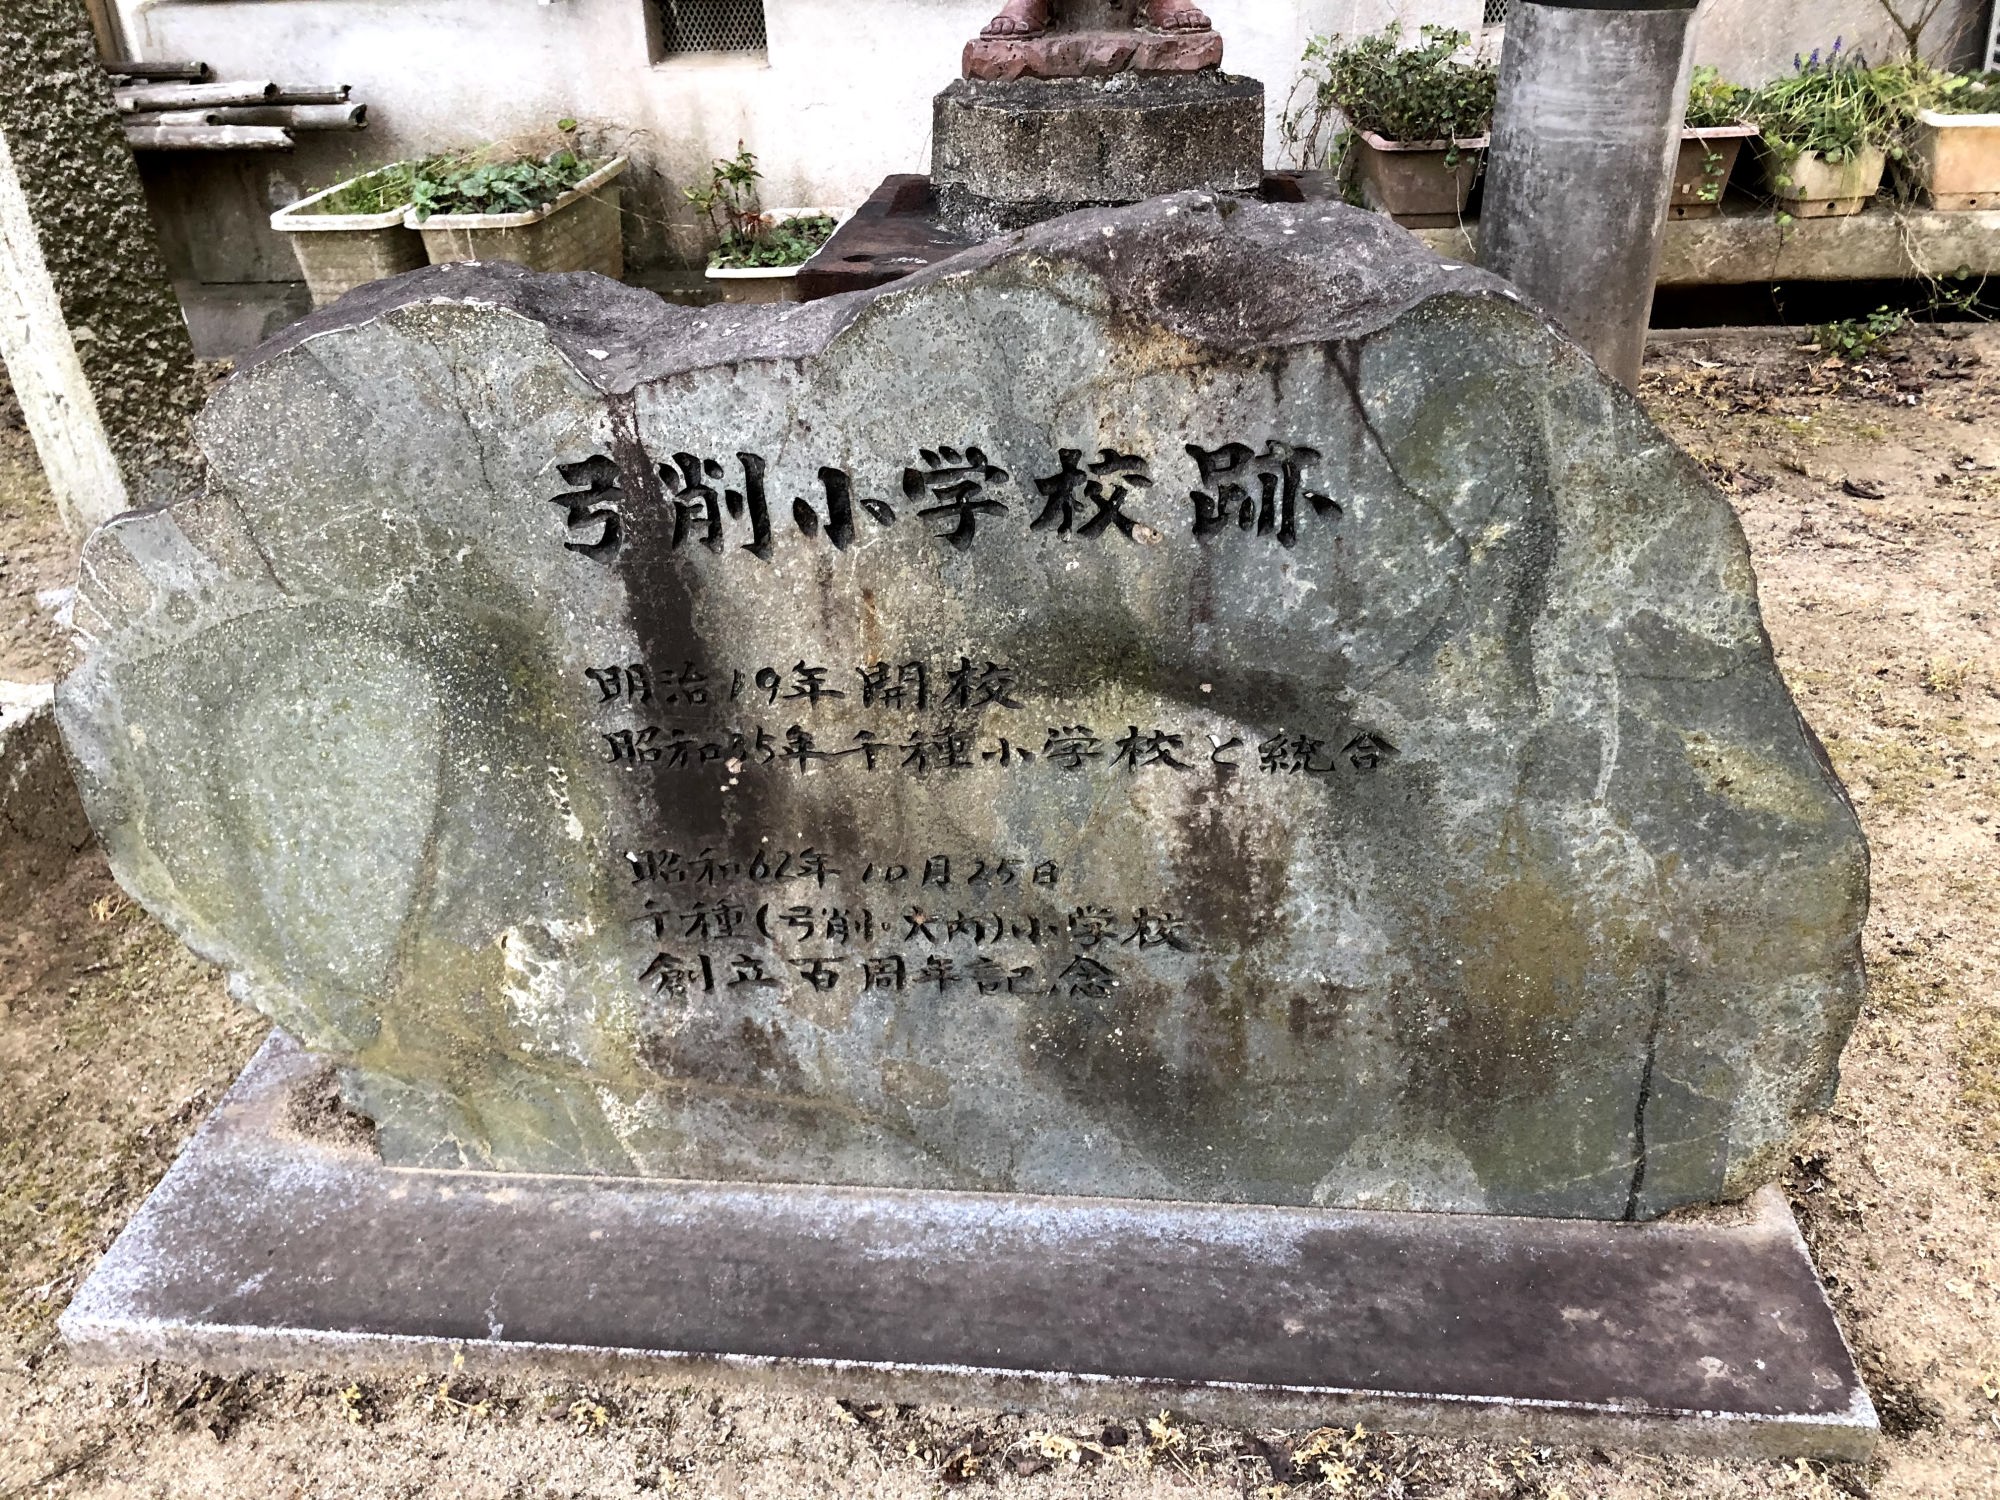 弓削小学校跡
明治19年開校
昭和35年千種小学校と統合
昭和62年10月25日
千種(弓削・大内)小学校
創立百周年記念